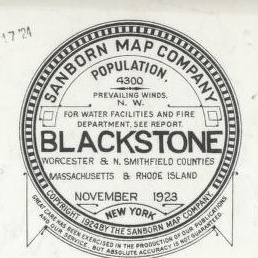 17 '24
SANBORN MAP COMPANY
POPULATION,
4300
PREVAILING WINDS,
N. W.
FOR WATER FACILITIES AND FIRE
DEPARTMENT, SEE REPORT.
BLACKSTONE
WORCESTER & N. SMITHFIELD COUNTIES
MASSACHUSETTS & RHODE ISLAND
NOVEMBER 1923
COPYRIGHT 1924 BY THE SANBORN MAP COMPANY
NEW YORK
GREAT CARE HAS BEEN EXERCISED IN THE PRODUCTION OF OUR PUBLICATIONS
AND OUR SERVICE. BUT ABSOLUTE ACCURACY IS NOT GUARANTEED.